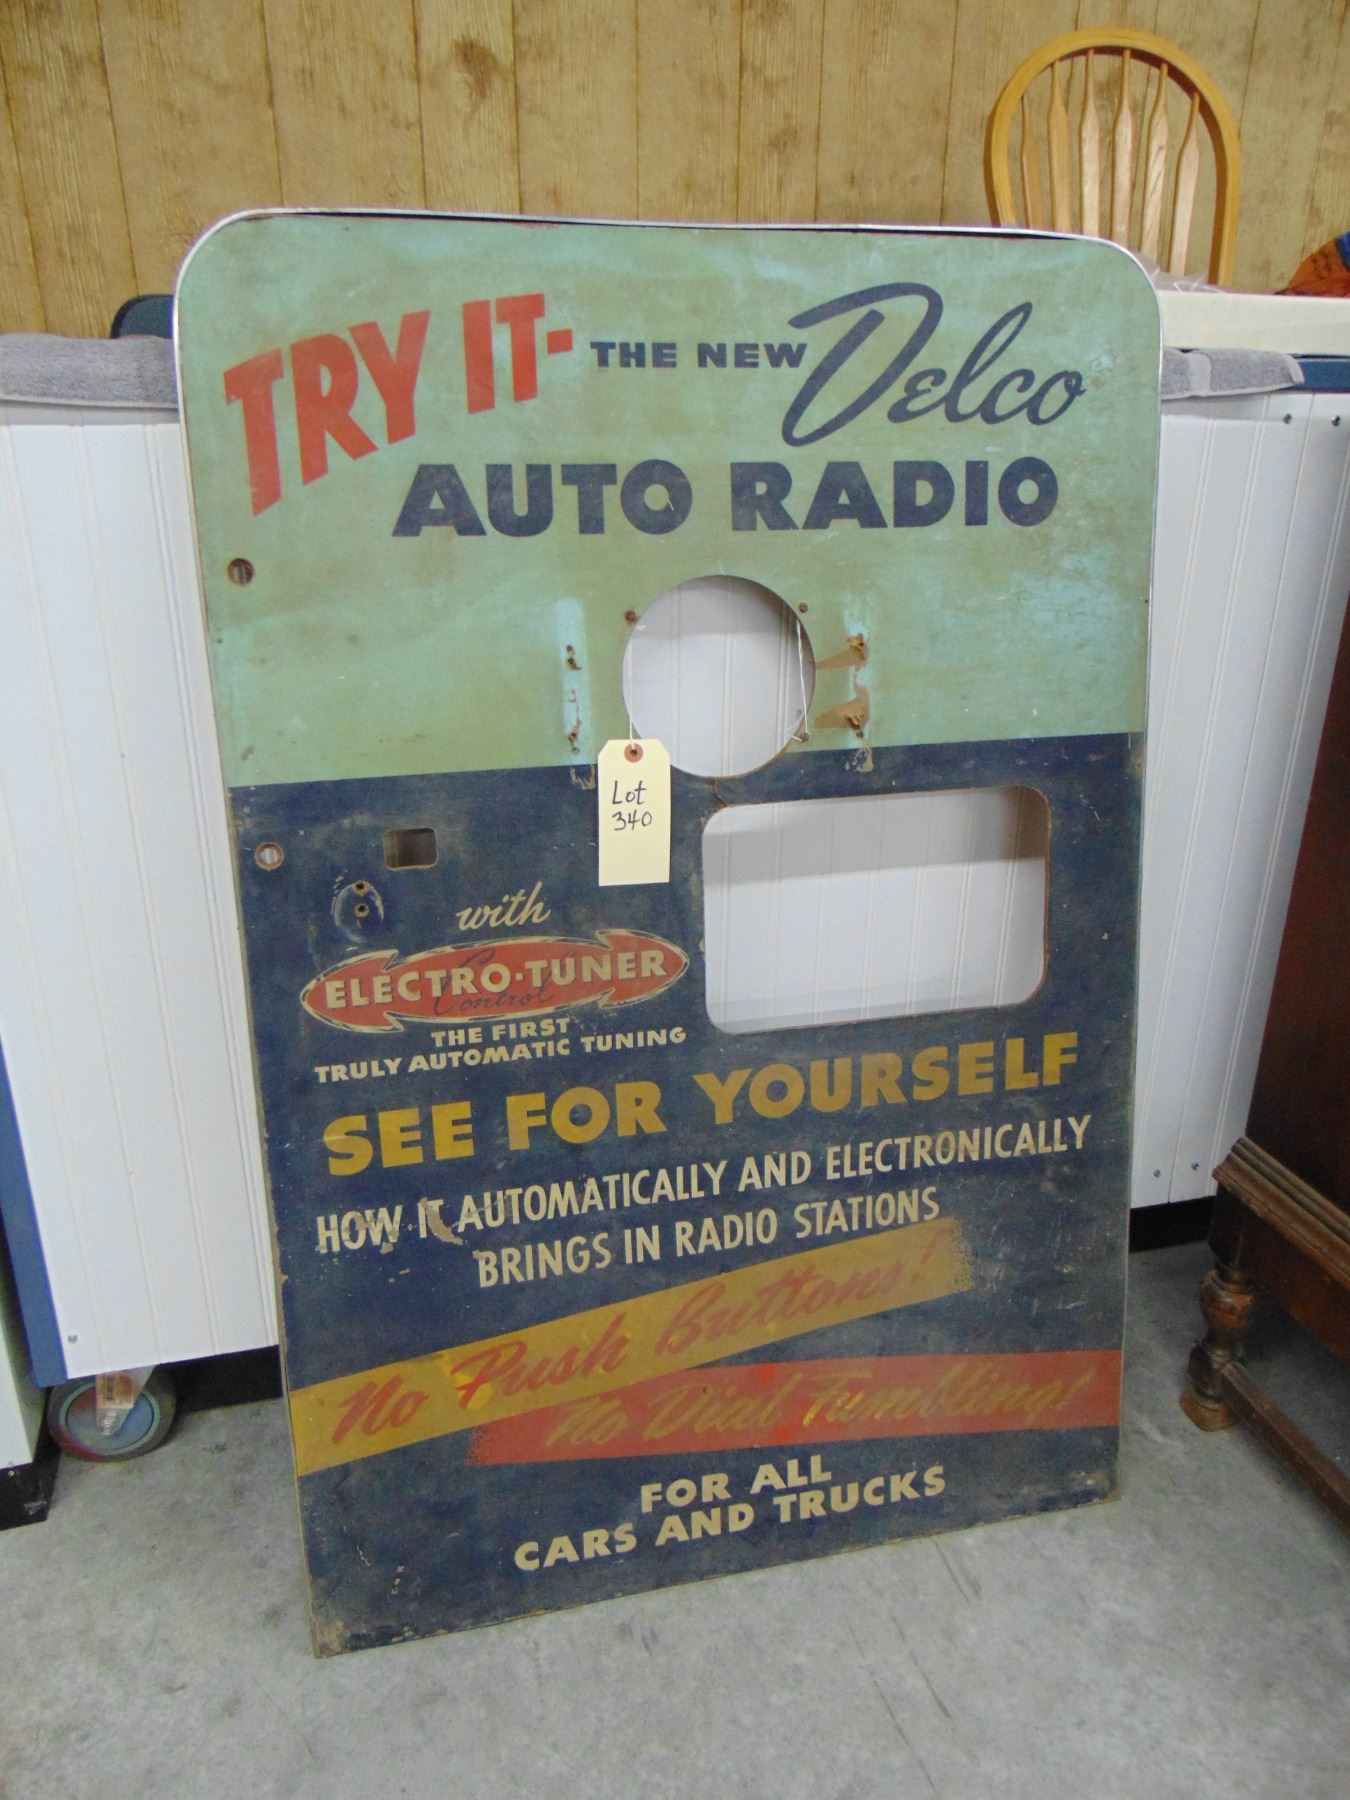 TRY IT- THE NEW Delco
AUTO RADIO
Lot
340
with
ELECTRO-TUNER
Control
THE FIRST
TRULY AUTOMATIC TUNING
SEE FOR YOURSELF
HOW IT AUTOMATICALLY AND ELECTRONICALLY
BRINGS IN RADIO STATIONS
No Push Buttons!
No Dial Tumbling!
FOR ALL
CARS AND TRUCKS